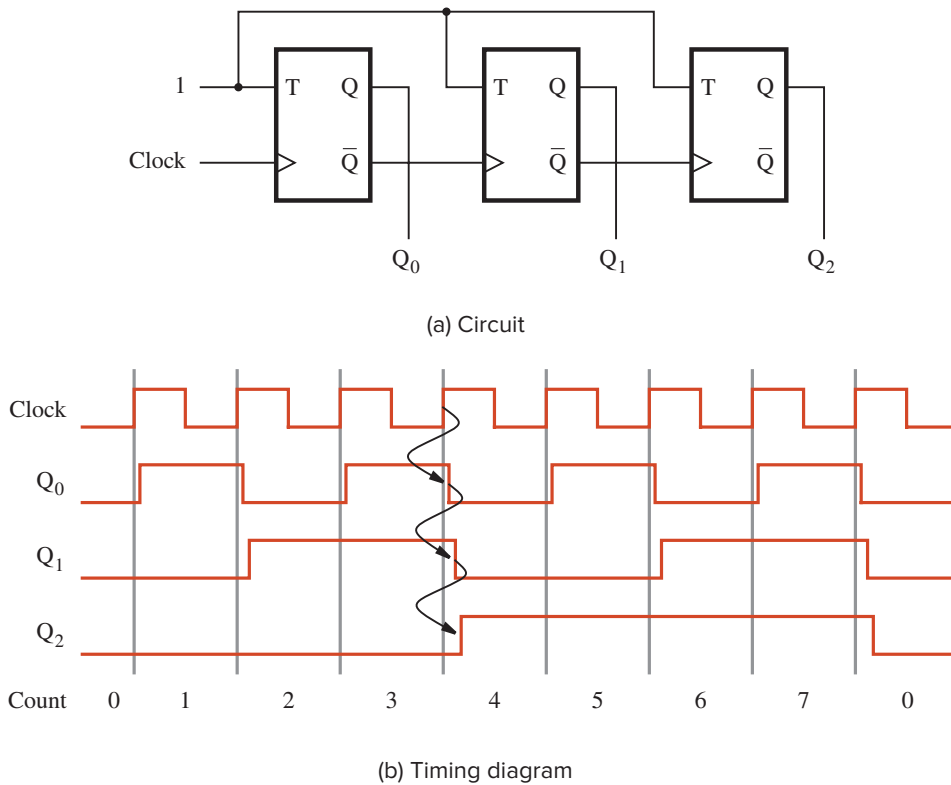 1 T Q T Q T Q
Clock Q̅ Q̅ Q̅
Q₀ Q₁ Q₂
(a) Circuit
Clock
Q₀
Q₁
Q₂
Count 0 1 2 3 4 5 6 7 0
(b) Timing diagram